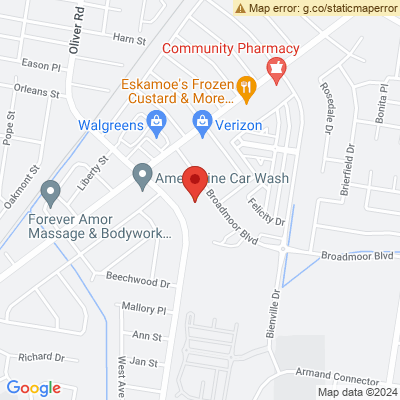 Map error: g.co/staticmaperror
Oliver Rd
Harn St
Community Pharmacy
Eason Pl
Eskamoe's Frozen
Custard & More...
Orleans St
Rosedale Dr
Bonita Pl
Pope St
Walgreens
Verizon
Brierfield Dr
Liberty St
Oakmont St
Forever Amor
Massage & Bodywork...
Broadmoor Blvd
Felicity Dr
Broadmoor Blvd
Beechwood Dr
Mallory Pl
Bienville Dr
Ann St
Richard Dr
West Ave
Jan St
Armand Connector
Google
Map data ©2024